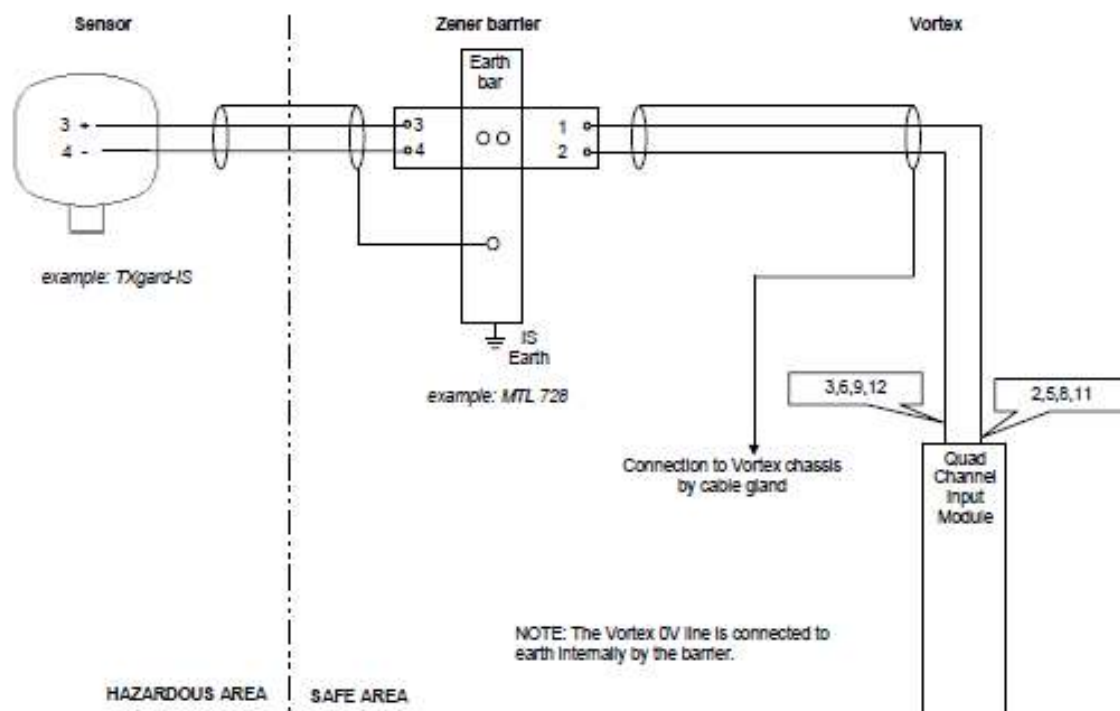 Sensor
Zener barrier
Vortex
Earth
bar
3 +
4 -
3
4
1
2
example: TXgard-IS
IS
Earth
example: MTL 728
3,6,9,12
2,5,8,11
Connection to Vortex chassis
by cable gland
Quad
Channel
Input
Module
NOTE: The Vortex 0V line is connected to
earth internally by the barrier.
HAZARDOUS AREA
SAFE AREA